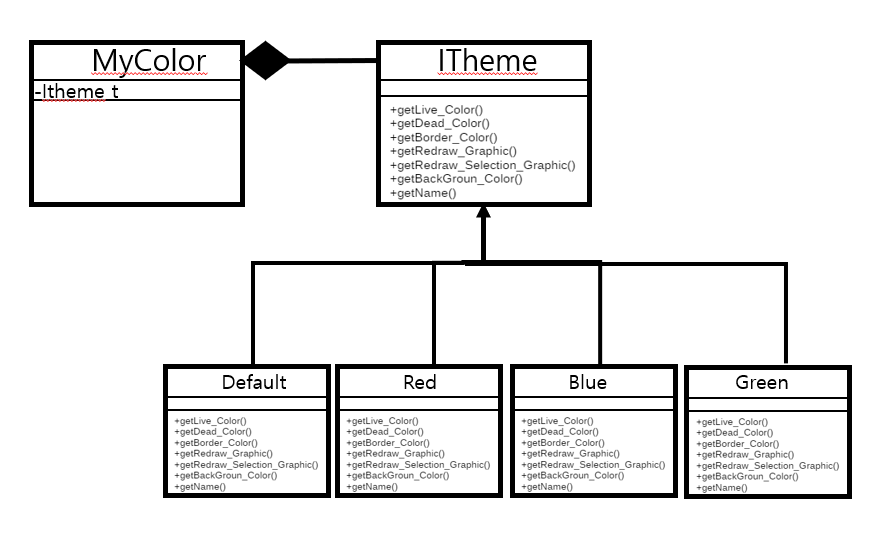 MyColor
-Itheme t
ITheme
+getLive_Color()
+getDead_Color()
+getBorder_Color()
+getRedraw_Graphic()
+getRedraw_Selection_Graphic()
+getBackGroun_Color()
+getName()
Default
+getLive_Color()
+getDead_Color()
+getBorder_Color()
+getRedraw_Graphic()
+getRedraw_Selection_Graphic()
+getBackGroun_Color()
+getName()
Red
+getLive_Color()
+getDead_Color()
+getBorder_Color()
+getRedraw_Graphic()
+getRedraw_Selection_Graphic()
+getBackGroun_Color()
+getName()
Blue
+getLive_Color()
+getDead_Color()
+getBorder_Color()
+getRedraw_Graphic()
+getRedraw_Selection_Graphic()
+getBackGroun_Color()
+getName()
Green
+getLive_Color()
+getDead_Color()
+getBorder_Color()
+getRedraw_Graphic()
+getRedraw_Selection_Graphic()
+getBackGroun_Color()
+getName()